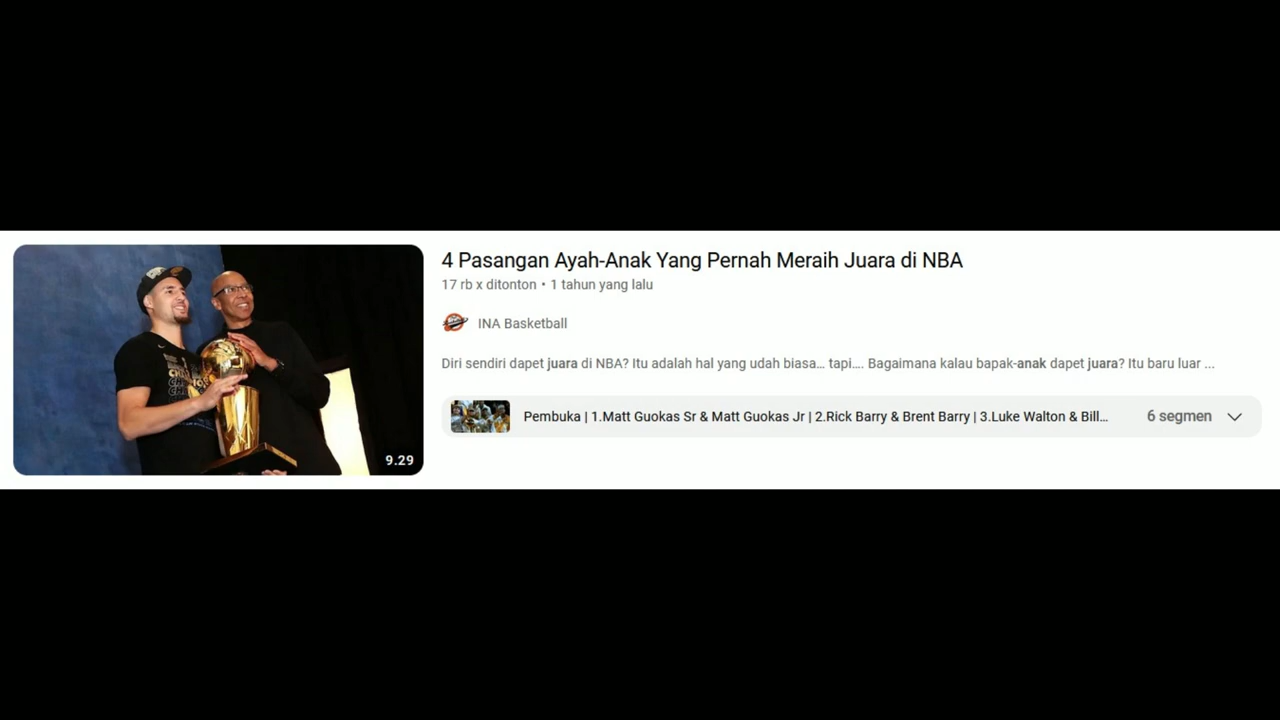 4 Pasangan Ayah-Anak Yang Pernah Meraih Juara di NBA
17 rb x ditonton • 1 tahun yang lalu
INA Basketball
Diri sendiri dapet juara di NBA? Itu adalah hal yang udah biasa... tapi.... Bagaimana kalau bapak-anak dapet juara? Itu baru luar ...
Pembuka | 1.Matt Guokas Sr & Matt Guokas Jr | 2.Rick Barry & Brent Barry | 3.Luke Walton & Bill...
6 segmen
9.29